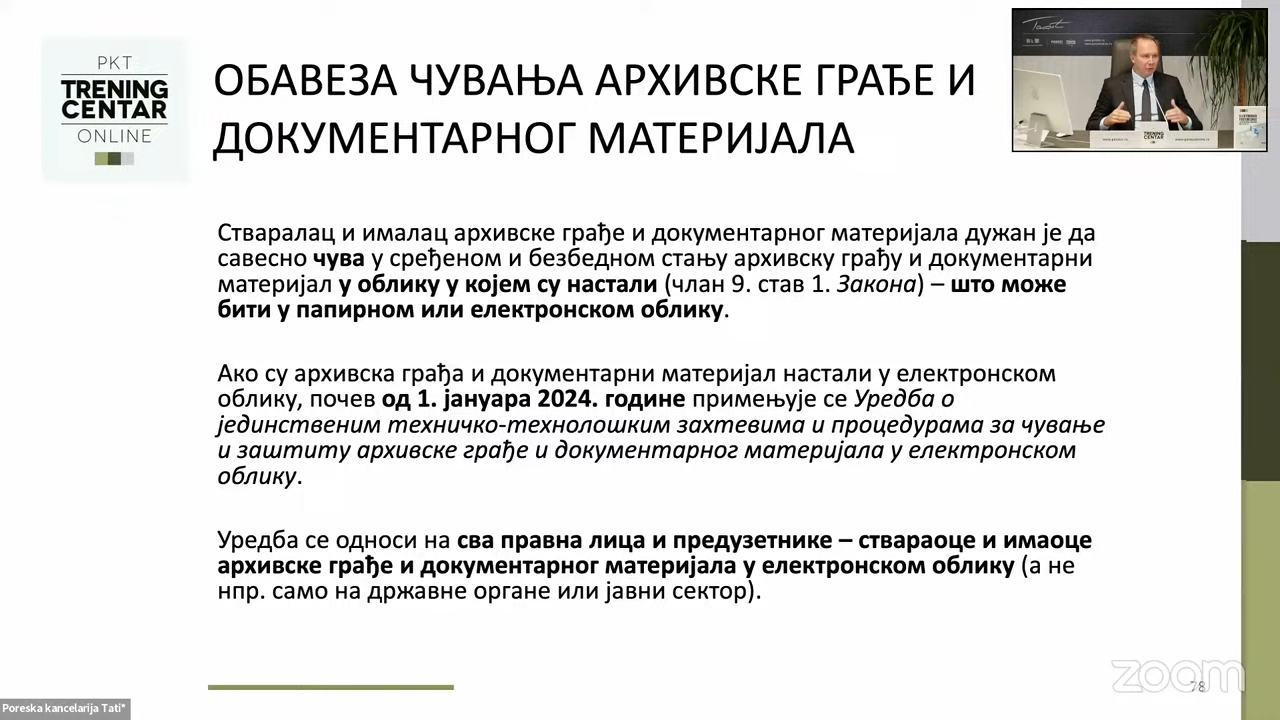 PKT
TRENING
CENTAR
ONLINE
ОБАВЕЗА ЧУВАЊА АРХИВСКЕ ГРАЂЕ И
ДОКУМЕНТАРНОГ МАТЕРИЈАЛА
Стваралац и ималац архивске грађе и документарног материјала дужан је да
савесно чува у сређеном и безбедном стању архивску грађу и документарни
материјал у облику у којем су настали (члан 9. став 1. Закона) – што може
бити у папирном или електронском облику.
Ако су архивска грађа и документарни материјал настали у електронском
облику, почев од 1. јануара 2024. године примењује се Уредба о
јединственим техничко-технолошким захтевима и процедурама за чување
и заштиту архивске грађе и документарног материјала у електронском
облику.
Уредба се односи на сва правна лица и предузетнике – ствараоце и имаоце
архивске грађе и документарног материјала у електронском облику (а не
нпр. само на државне органе или јавни сектор).
zoom
78
Poreska kancelarija Tati*
TRENING
CENTAR